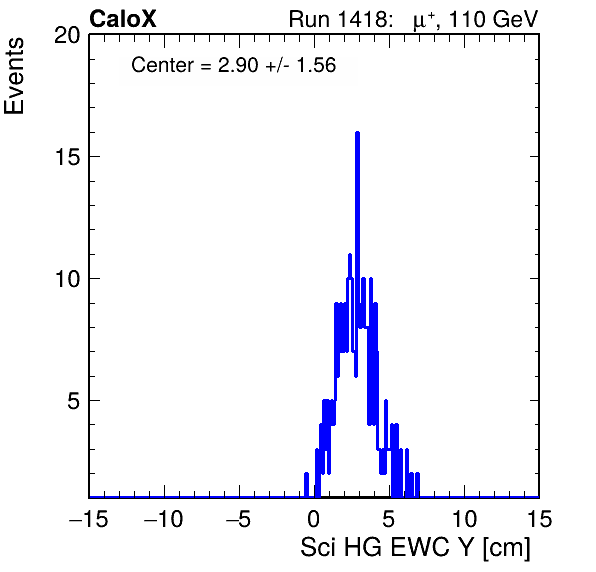 CaloX Run 1418: μ⁺, 110 GeV
Center = 2.90 +/- 1.56
Events
20
15
10
5
−15 −10 −5 0 5 10 15
Sci HG EWC Y [cm]